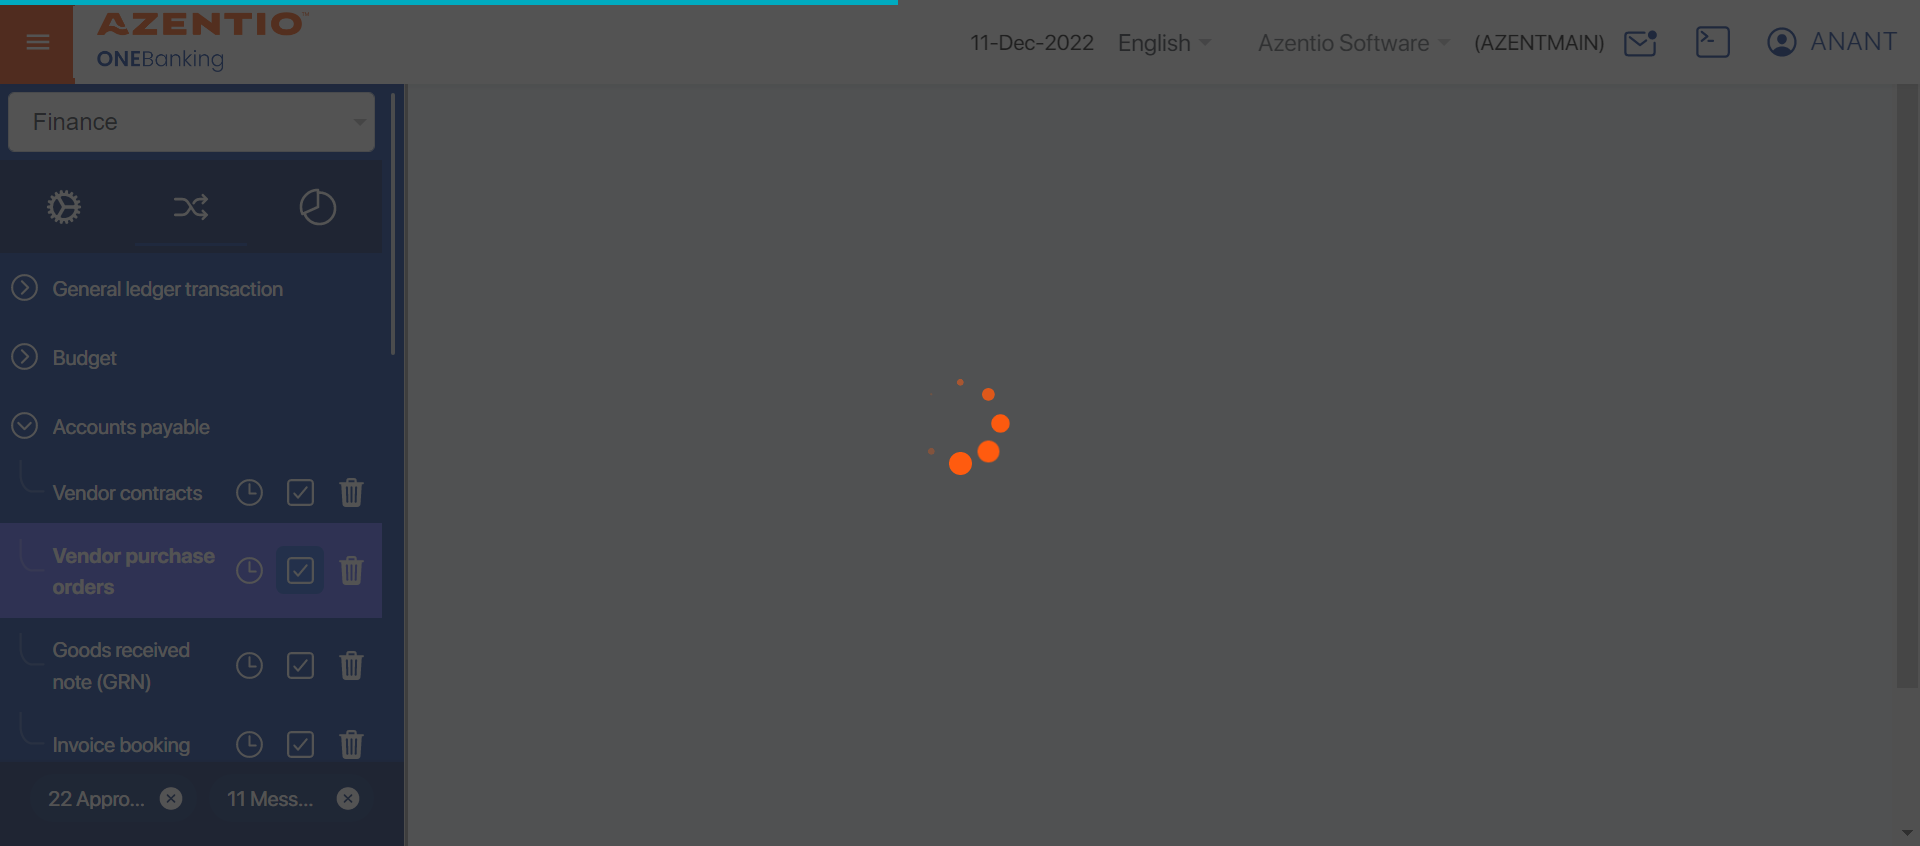 AZENTIO™
ONEBanking
11-Dec-2022
English
Azentio Software
(AZENTMAIN)
ANANT
Finance
General ledger transaction
Budget
Accounts payable
Vendor contracts
Vendor purchase
orders
Goods received
note (GRN)
Invoice booking
22 Appro...
11 Mess...